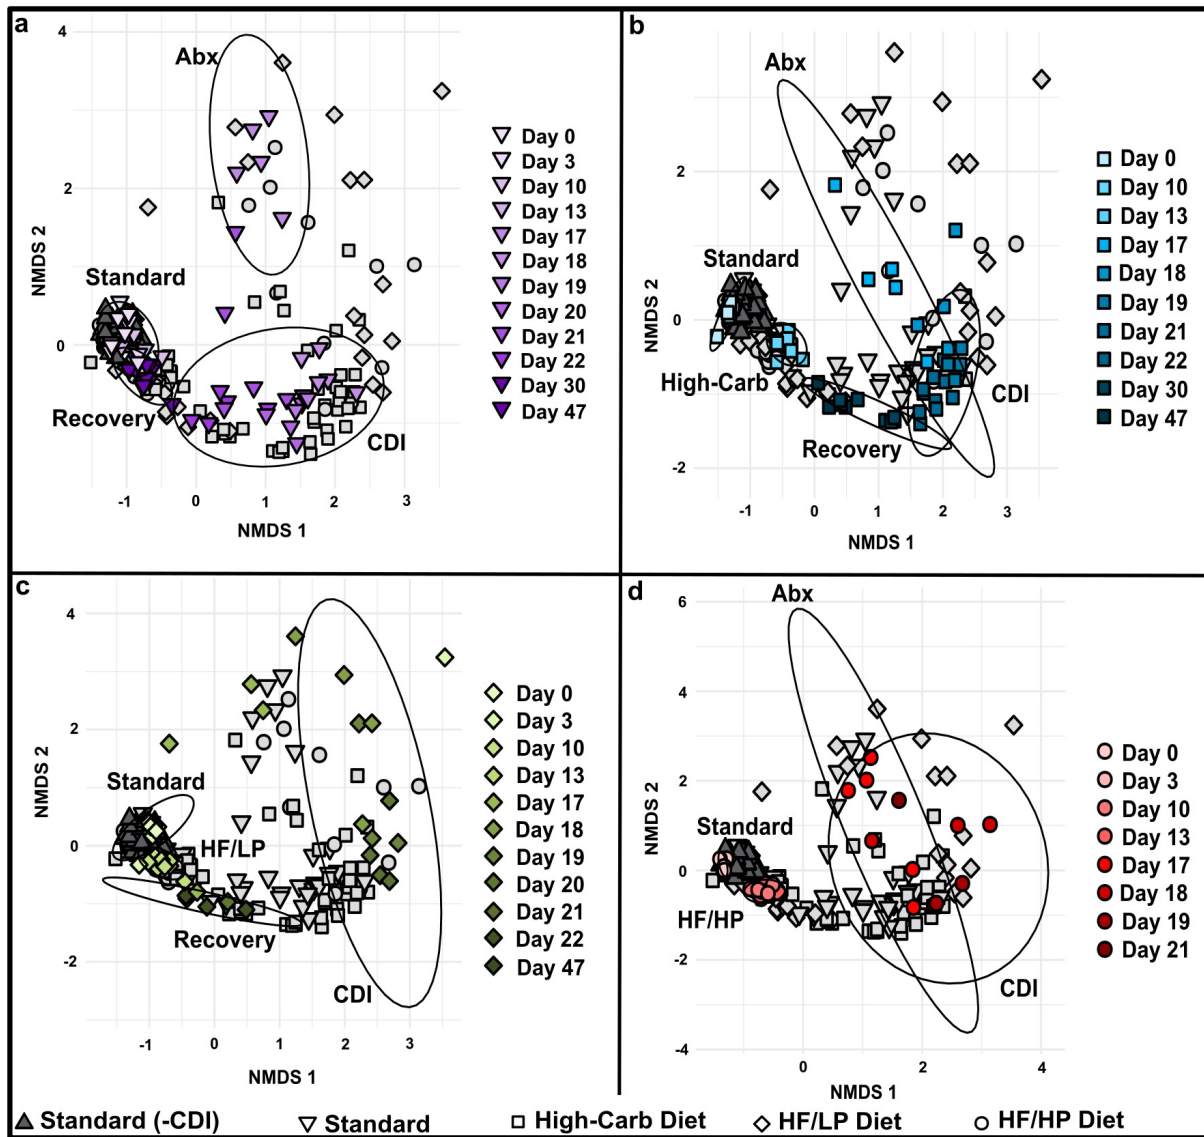 a
4
2
0
-1
0
1
2
3
NMDS 2
NMDS 1
Abx
Standard
Recovery
CDI
Day 0
Day 3
Day 10
Day 13
Day 17
Day 18
Day 19
Day 20
Day 21
Day 22
Day 30
Day 47
b
2
0
-2
-1
0
1
2
3
NMDS 2
NMDS 1
Abx
Standard
High-Carb
Recovery
CDI
Day 0
Day 10
Day 13
Day 17
Day 18
Day 19
Day 21
Day 22
Day 30
Day 47
c
4
2
0
-2
-1
0
1
2
3
NMDS 2
NMDS 1
Standard
HF/LP
Recovery
CDI
Day 0
Day 3
Day 10
Day 13
Day 17
Day 18
Day 19
Day 20
Day 21
Day 22
Day 47
d
6
4
2
0
-2
-4
0
2
4
NMDS 2
NMDS 1
Abx
Standard
HF/HP
CDI
Day 0
Day 3
Day 10
Day 13
Day 17
Day 18
Day 19
Day 21
Standard (-CDI) Standard High-Carb Diet HF/LP Diet HF/HP Diet